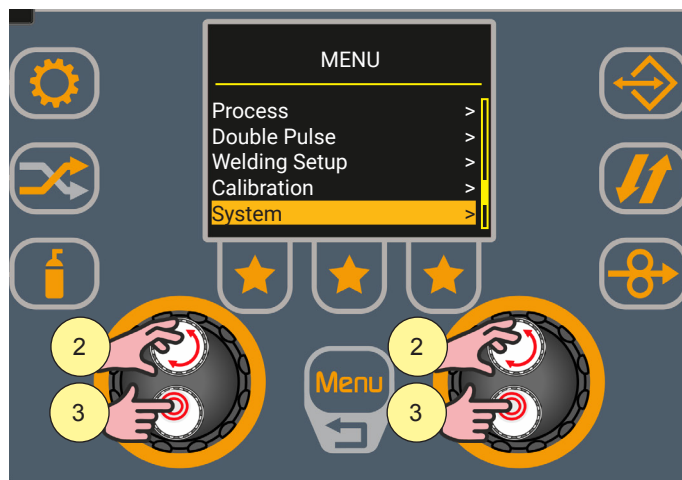 MENU
Process >
Double Pulse >
Welding Setup >
Calibration >
System >
2
3
Menu
2
3